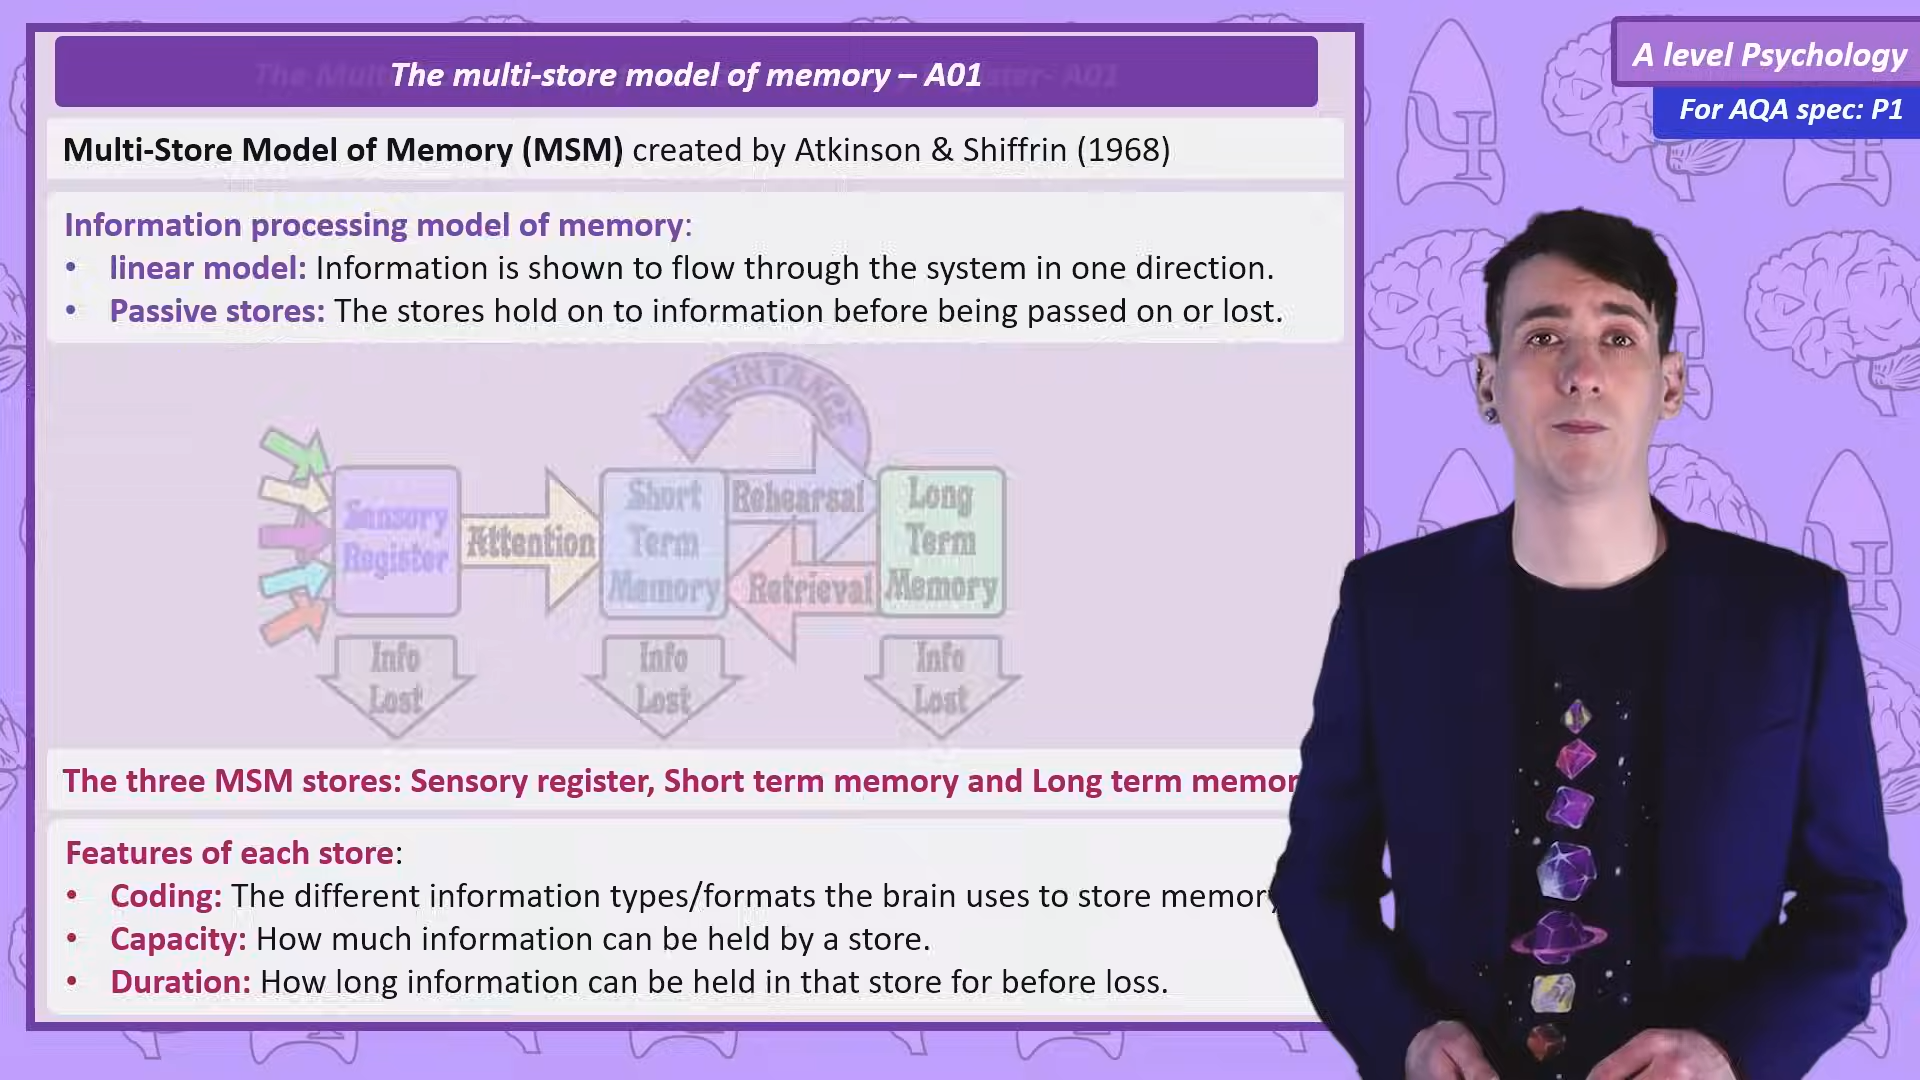 The multi-store model of memory – A01
A level Psychology
For AQA spec: P1
Multi-Store Model of Memory (MSM) created by Atkinson & Shiffrin (1968)
Information processing model of memory:
• linear model: Information is shown to flow through the system in one direction.
• Passive stores: The stores hold on to information before being passed on or lost.
MAINTANCE
Sensory
Register
Attention
Short
Term
Memory
Rehearsal
Retrieval
Long
Term
Memory
Info
Lost
Info
Lost
Info
Lost
The three MSM stores: Sensory register, Short term memory and Long term memor
Features of each store:
• Coding: The different information types/formats the brain uses to store memory
• Capacity: How much information can be held by a store.
• Duration: How long information can be held in that store for before loss.